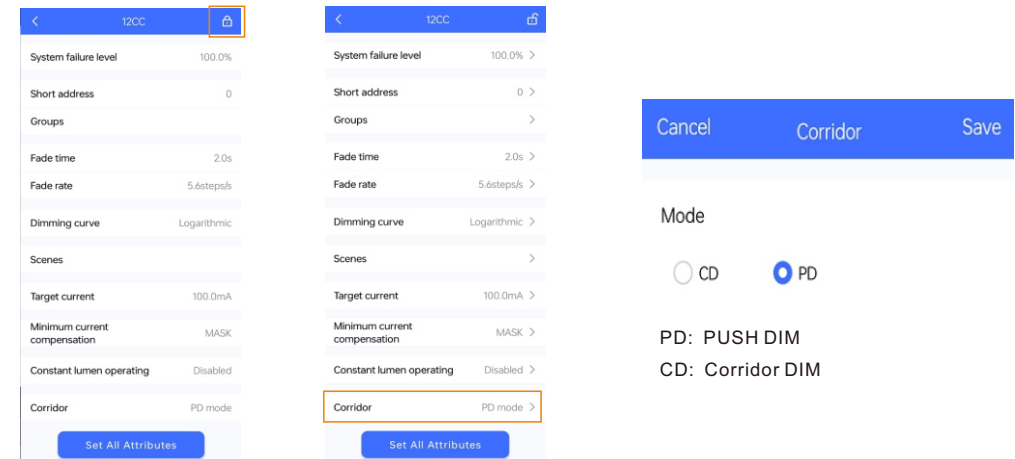 12CC
System failure level 100.0%
Short address 0
Groups
Fade time 2.0s
Fade rate 5.6steps/s
Dimming curve Logarithmic
Scenes
Target current 100.0mA
Minimum current
compensation MASK
Constant lumen operating Disabled
Corridor PD mode
Set All Attributes
12CC
System failure level 100.0%
Short address 0
Groups
Fade time 2.0s
Fade rate 5.6steps/s
Dimming curve Logarithmic
Scenes
Target current 100.0mA
Minimum current
compensation MASK
Constant lumen operating Disabled
Corridor PD mode
Set All Attributes
Cancel Corridor Save
Mode
CD PD
PD: PUSH DIM
CD: Corridor DIM